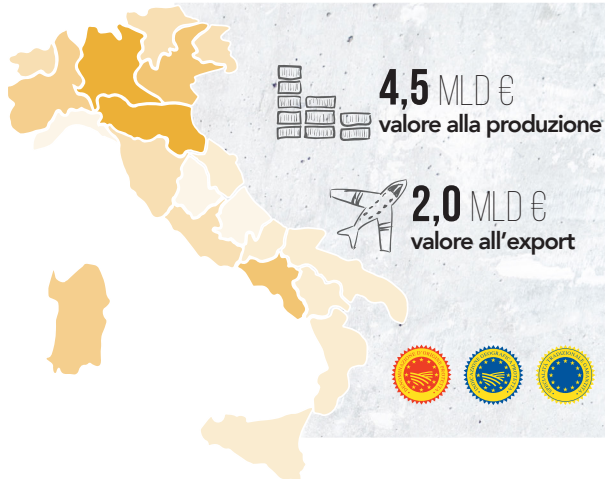 4,5 MLD €
valore alla produzione
2,0 MLD €
valore all'export